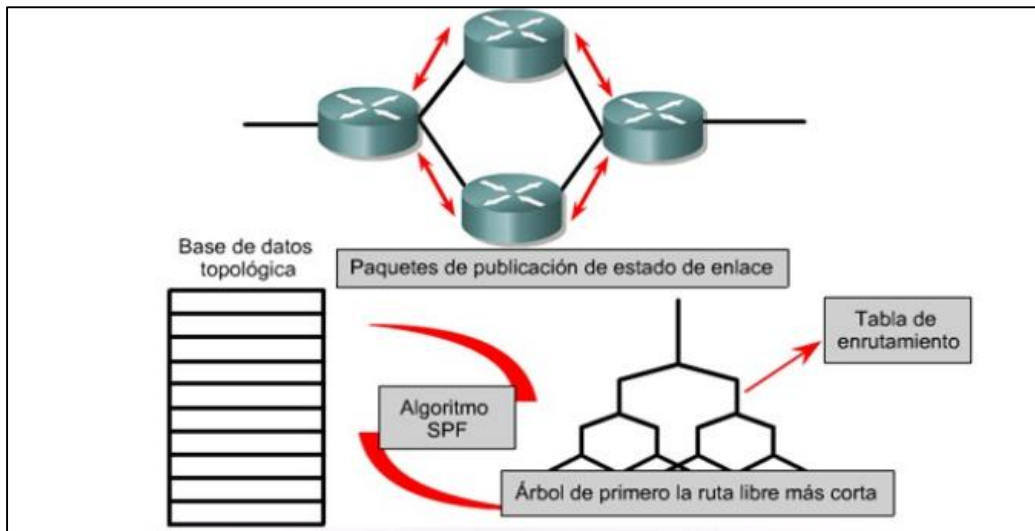 Base de datos
topológica
Paquetes de publicación de estado de enlace
Tabla de
enrutamiento
Algoritmo
SPF
Árbol de primero la ruta libre más corta